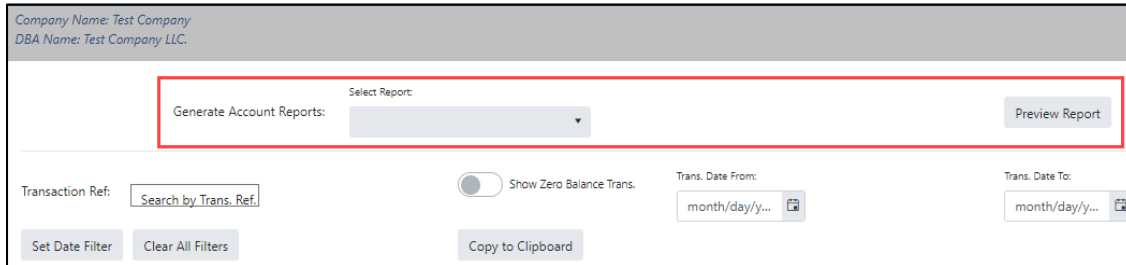 Company Name: Test Company
DBA Name: Test Company LLC.
Select Report:
Generate Account Reports:
Preview Report
Transaction Ref:
Search by Trans. Ref.
Show Zero Balance Trans.
Trans. Date From:
month/day/y...
Trans. Date To:
month/day/y...
Set Date Filter
Clear All Filters
Copy to Clipboard